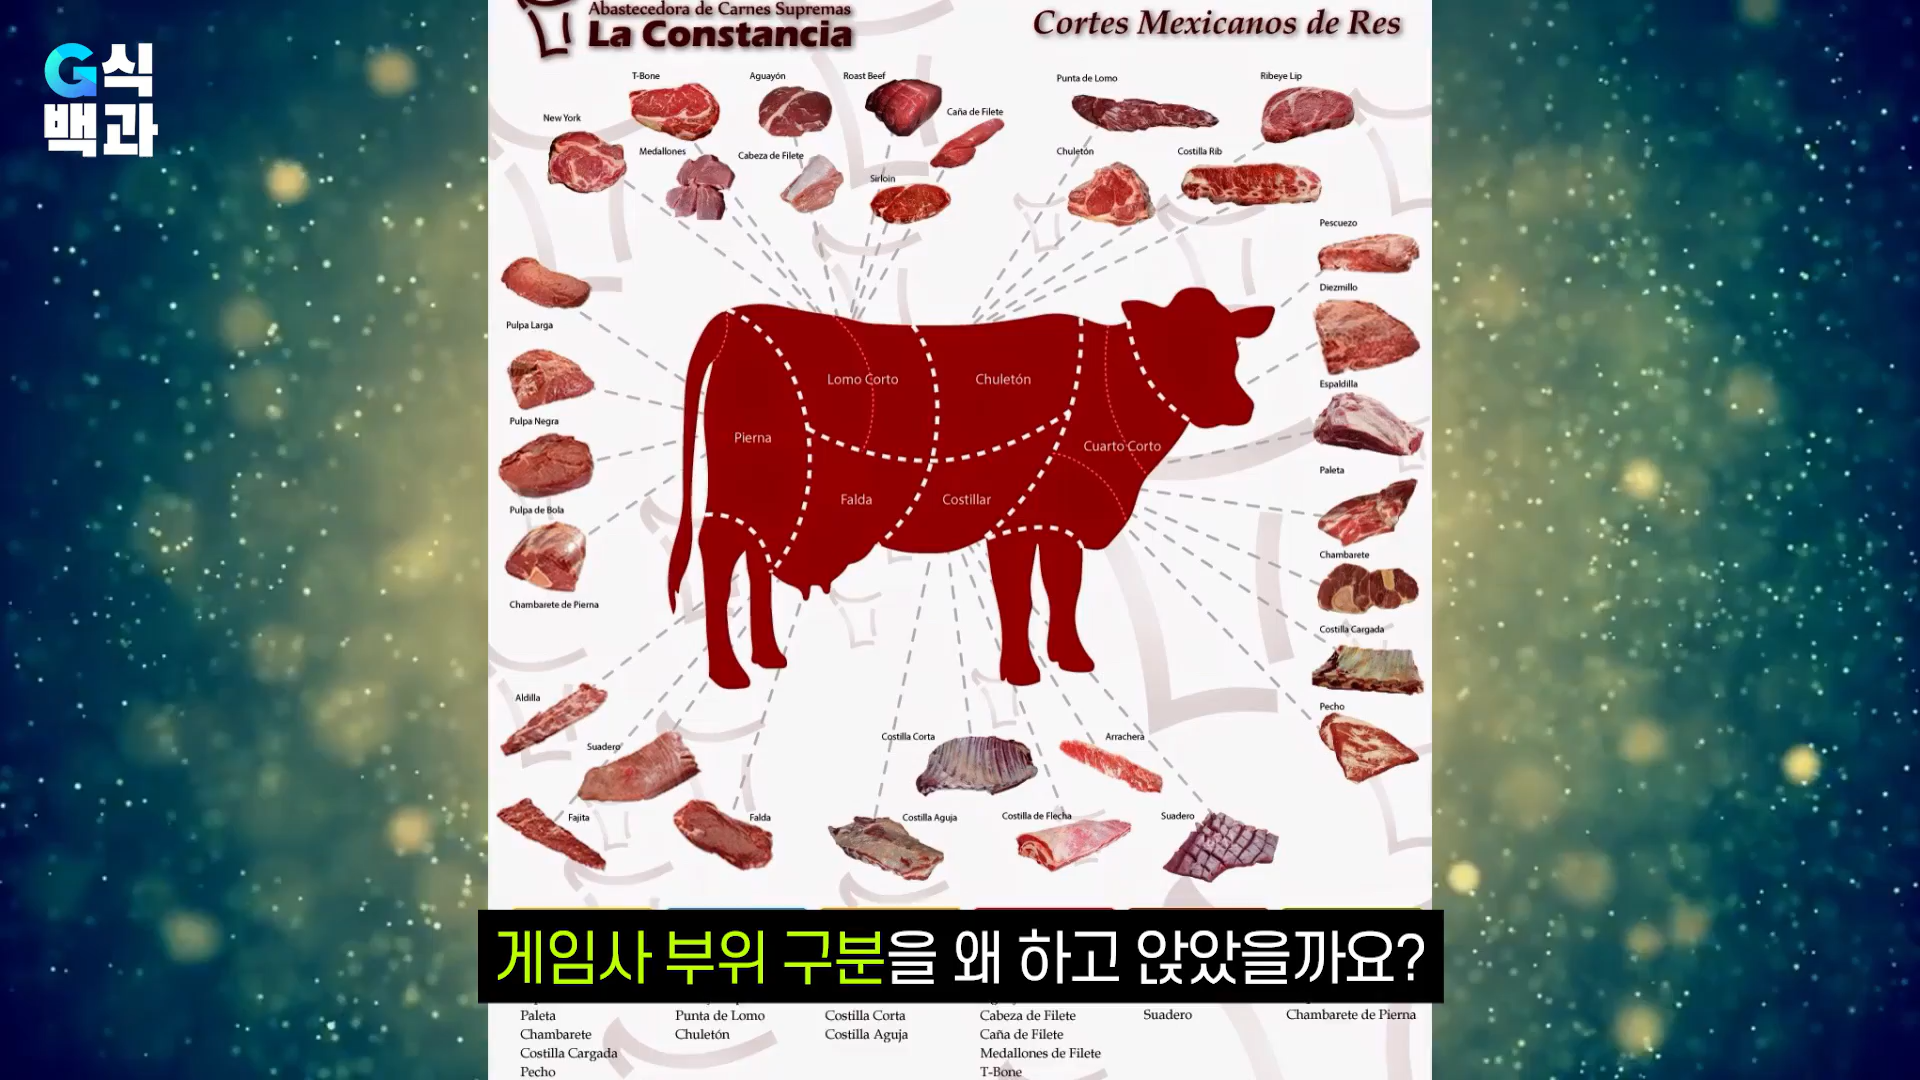 G식
백과
Abastecedora de Carnes Supremas
La Constancia
Cortes Mexicanos de Res
T-Bone
Aguayón
Roast Beef
Punta de Lomo
Ribeye Lip
New York
Caña de Filete
Medallones
Cabeza de Filete
Chuletón
Costilla Rib
Sirloin
Pescuezo
Diezmillo
Pulpa Larga
Lomo Corto
Chuletón
Espaldilla
Pulpa Negra
Pierna
Cuarto Corto
Paleta
Falda
Costillar
Pulpa de Bola
Chambarete
Chambarete de Pierna
Costilla Cargada
Aldilla
Pecho
Suadero
Costilla Corta
Arrachera
Fajita
Falda
Costilla Aguja
Costilla de Flecha
Suadero
게임사 부위 구분을 왜 하고 앉았을까요?
Paleta
Chambarete
Costilla Cargada
Pecho
Punta de Lomo
Chuletón
Costilla Corta
Costilla Aguja
Cabeza de Filete
Caña de Filete
Medallones de Filete
T-Bone
Suadero
Chambarete de Pierna